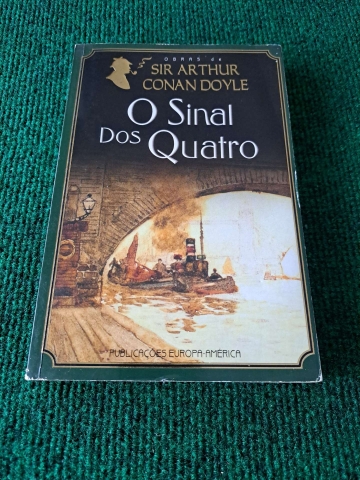 OBRAS de
SIR ARTHUR
CONAN DOYLE
O Sinal
Dos Quatro
PUBLICAÇÕES EUROPA-AMÉRICA